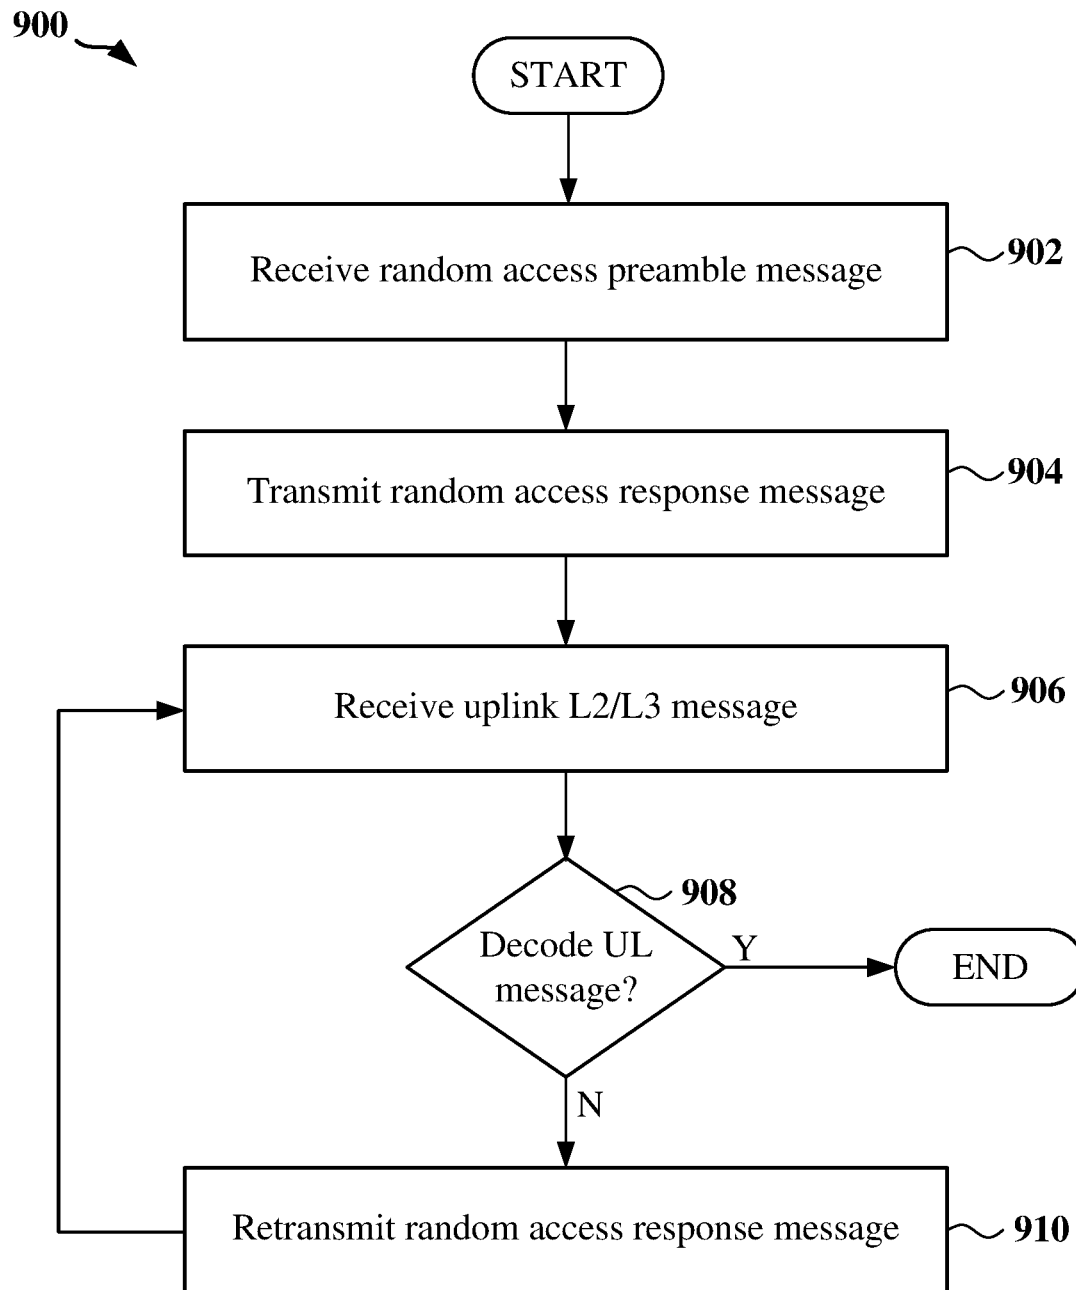 900
START
Receive random access preamble message
902
Transmit random access response message
904
Receive uplink L2/L3 message
906
908
Decode UL
message?
Y
END
N
Retransmit random access response message
910